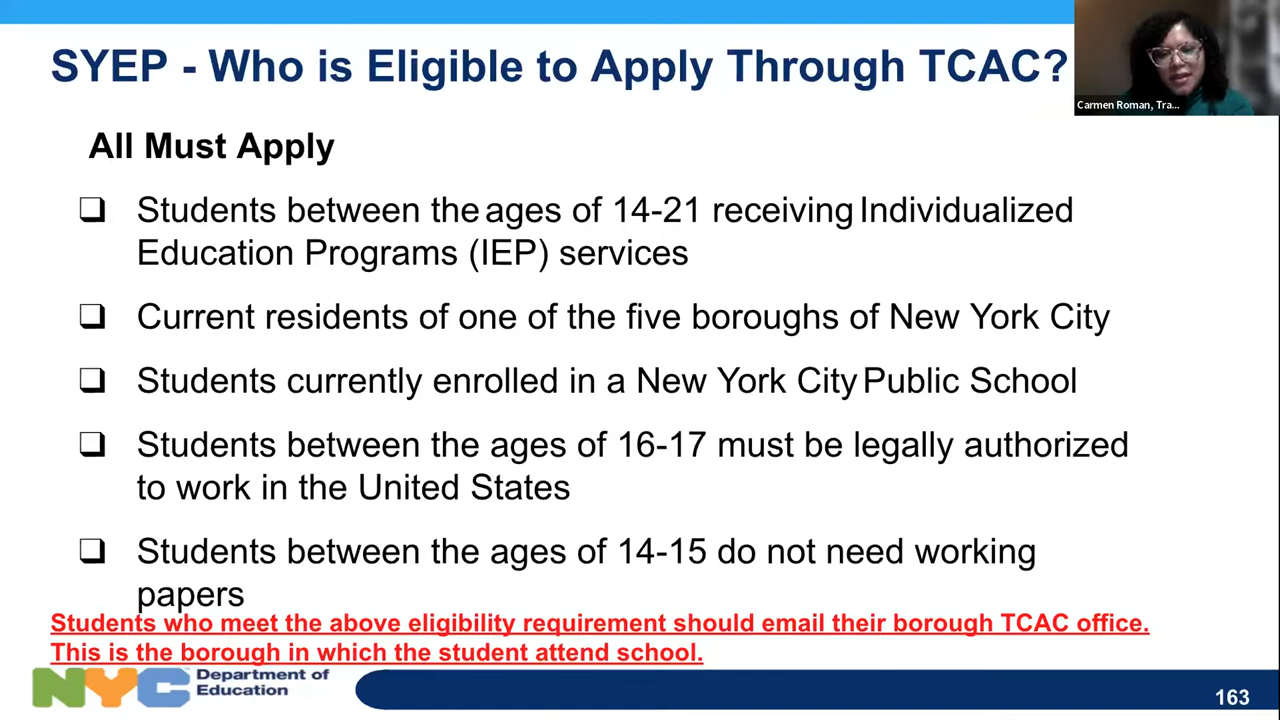 SYEP - Who is Eligible to Apply Through TCAC?
Carmen Roman, Tra...
All Must Apply
❑ Students between the ages of 14-21 receiving Individualized
Education Programs (IEP) services
❑ Current residents of one of the five boroughs of New York City
❑ Students currently enrolled in a New York City Public School
❑ Students between the ages of 16-17 must be legally authorized
to work in the United States
❑ Students between the ages of 14-15 do not need working
papers
Students who meet the above eligibility requirement should email their borough TCAC office.
This is the borough in which the student attend school.
NYC Department of
Education
163